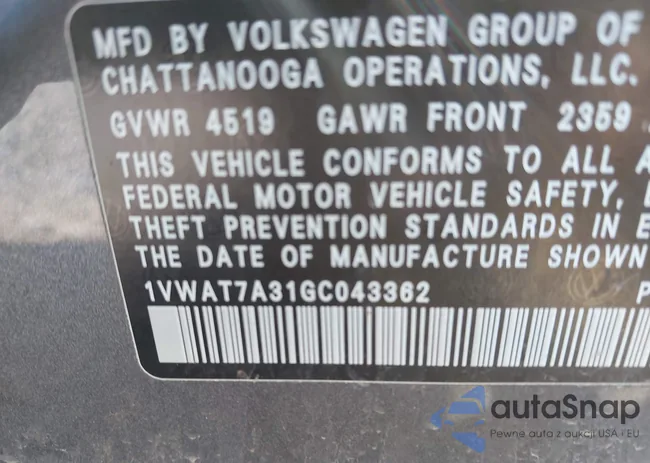 MFD BY VOLKSWAGEN GROUP OF
CHATTANOOGA OPERATIONS, LLC.
GVWR 4519 GAWR FRONT 2359
THIS VEHICLE CONFORMS TO ALL A
FEDERAL MOTOR VEHICLE SAFETY,
THEFT PREVENTION STANDARDS IN E
THE DATE OF MANUFACTURE SHOWN
1VWAT7A31GC043362 P
autaSnap
Pewne auta z aukcji USA i EU